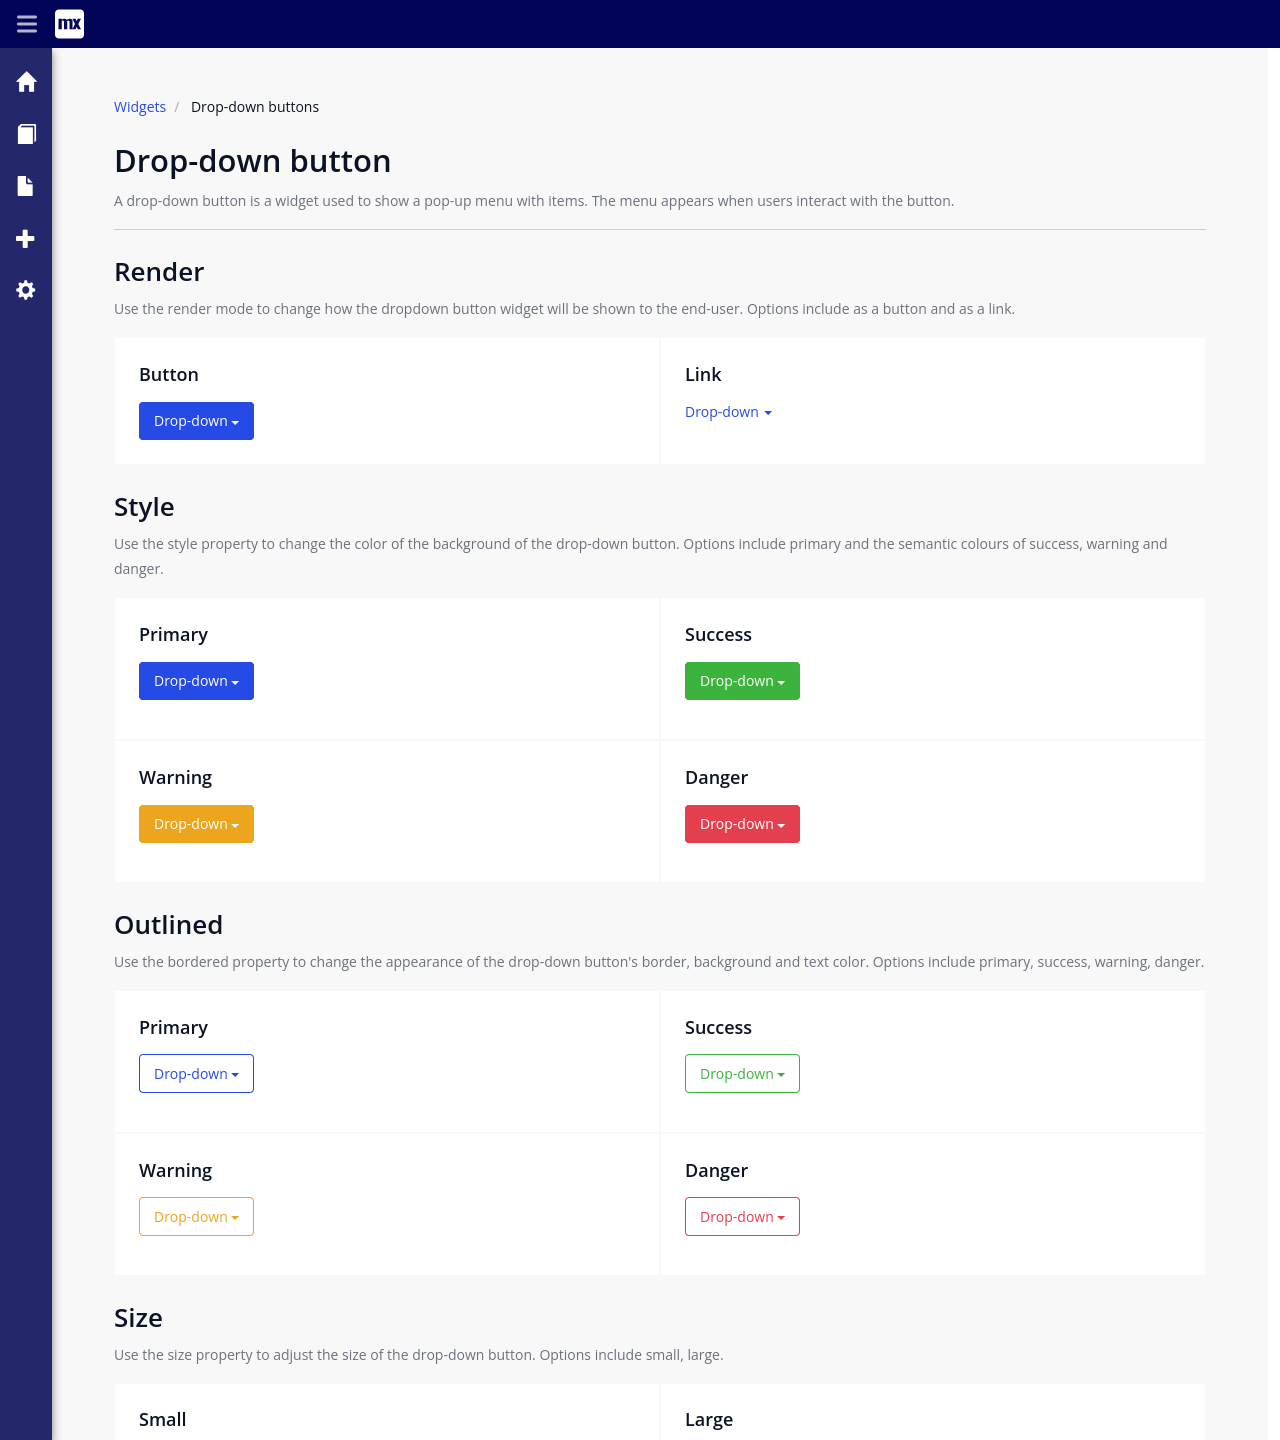 mx
Widgets / Drop-down buttons
Drop-down button
A drop-down button is a widget used to show a pop-up menu with items. The menu appears when users interact with the button.
Render
Use the render mode to change how the dropdown button widget will be shown to the end-user. Options include as a button and as a link.
Button
Link
Drop-down
Drop-down
Style
Use the style property to change the color of the background of the drop-down button. Options include primary and the semantic colours of success, warning and
danger.
Primary
Success
Drop-down
Drop-down
Warning
Danger
Drop-down
Drop-down
Outlined
Use the bordered property to change the appearance of the drop-down button's border, background and text color. Options include primary, success, warning, danger.
Primary
Success
Drop-down
Drop-down
Warning
Danger
Drop-down
Drop-down
Size
Use the size property to adjust the size of the drop-down button. Options include small, large.
Small
Large